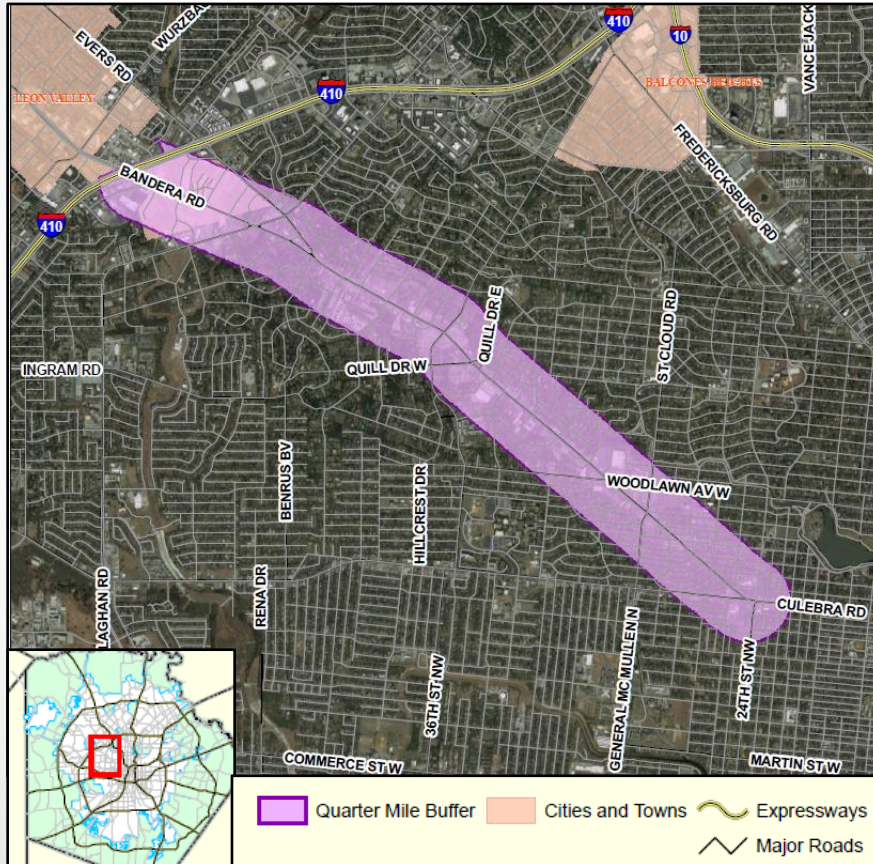 EVERS RD
WURZBA
410
10
VANCE JACK
LEON VALLEY
BALCONES HEIGHTS
410
FREDERICKSBURG RD
BANDERA RD
410
QUILL DR E
ST CLOUD RD
INGRAM RD
QUILL DR W
BENRUS BV
HILLCREST DR
WOODLAWN AV W
LAGHAN RD
RENA DR
CULEBRA RD
36TH ST NW
GENERAL MC MULLEN N
24TH ST NW
COMMERCE ST W
MARTIN ST W
Quarter Mile Buffer
Cities and Towns
Expressways
Major Roads